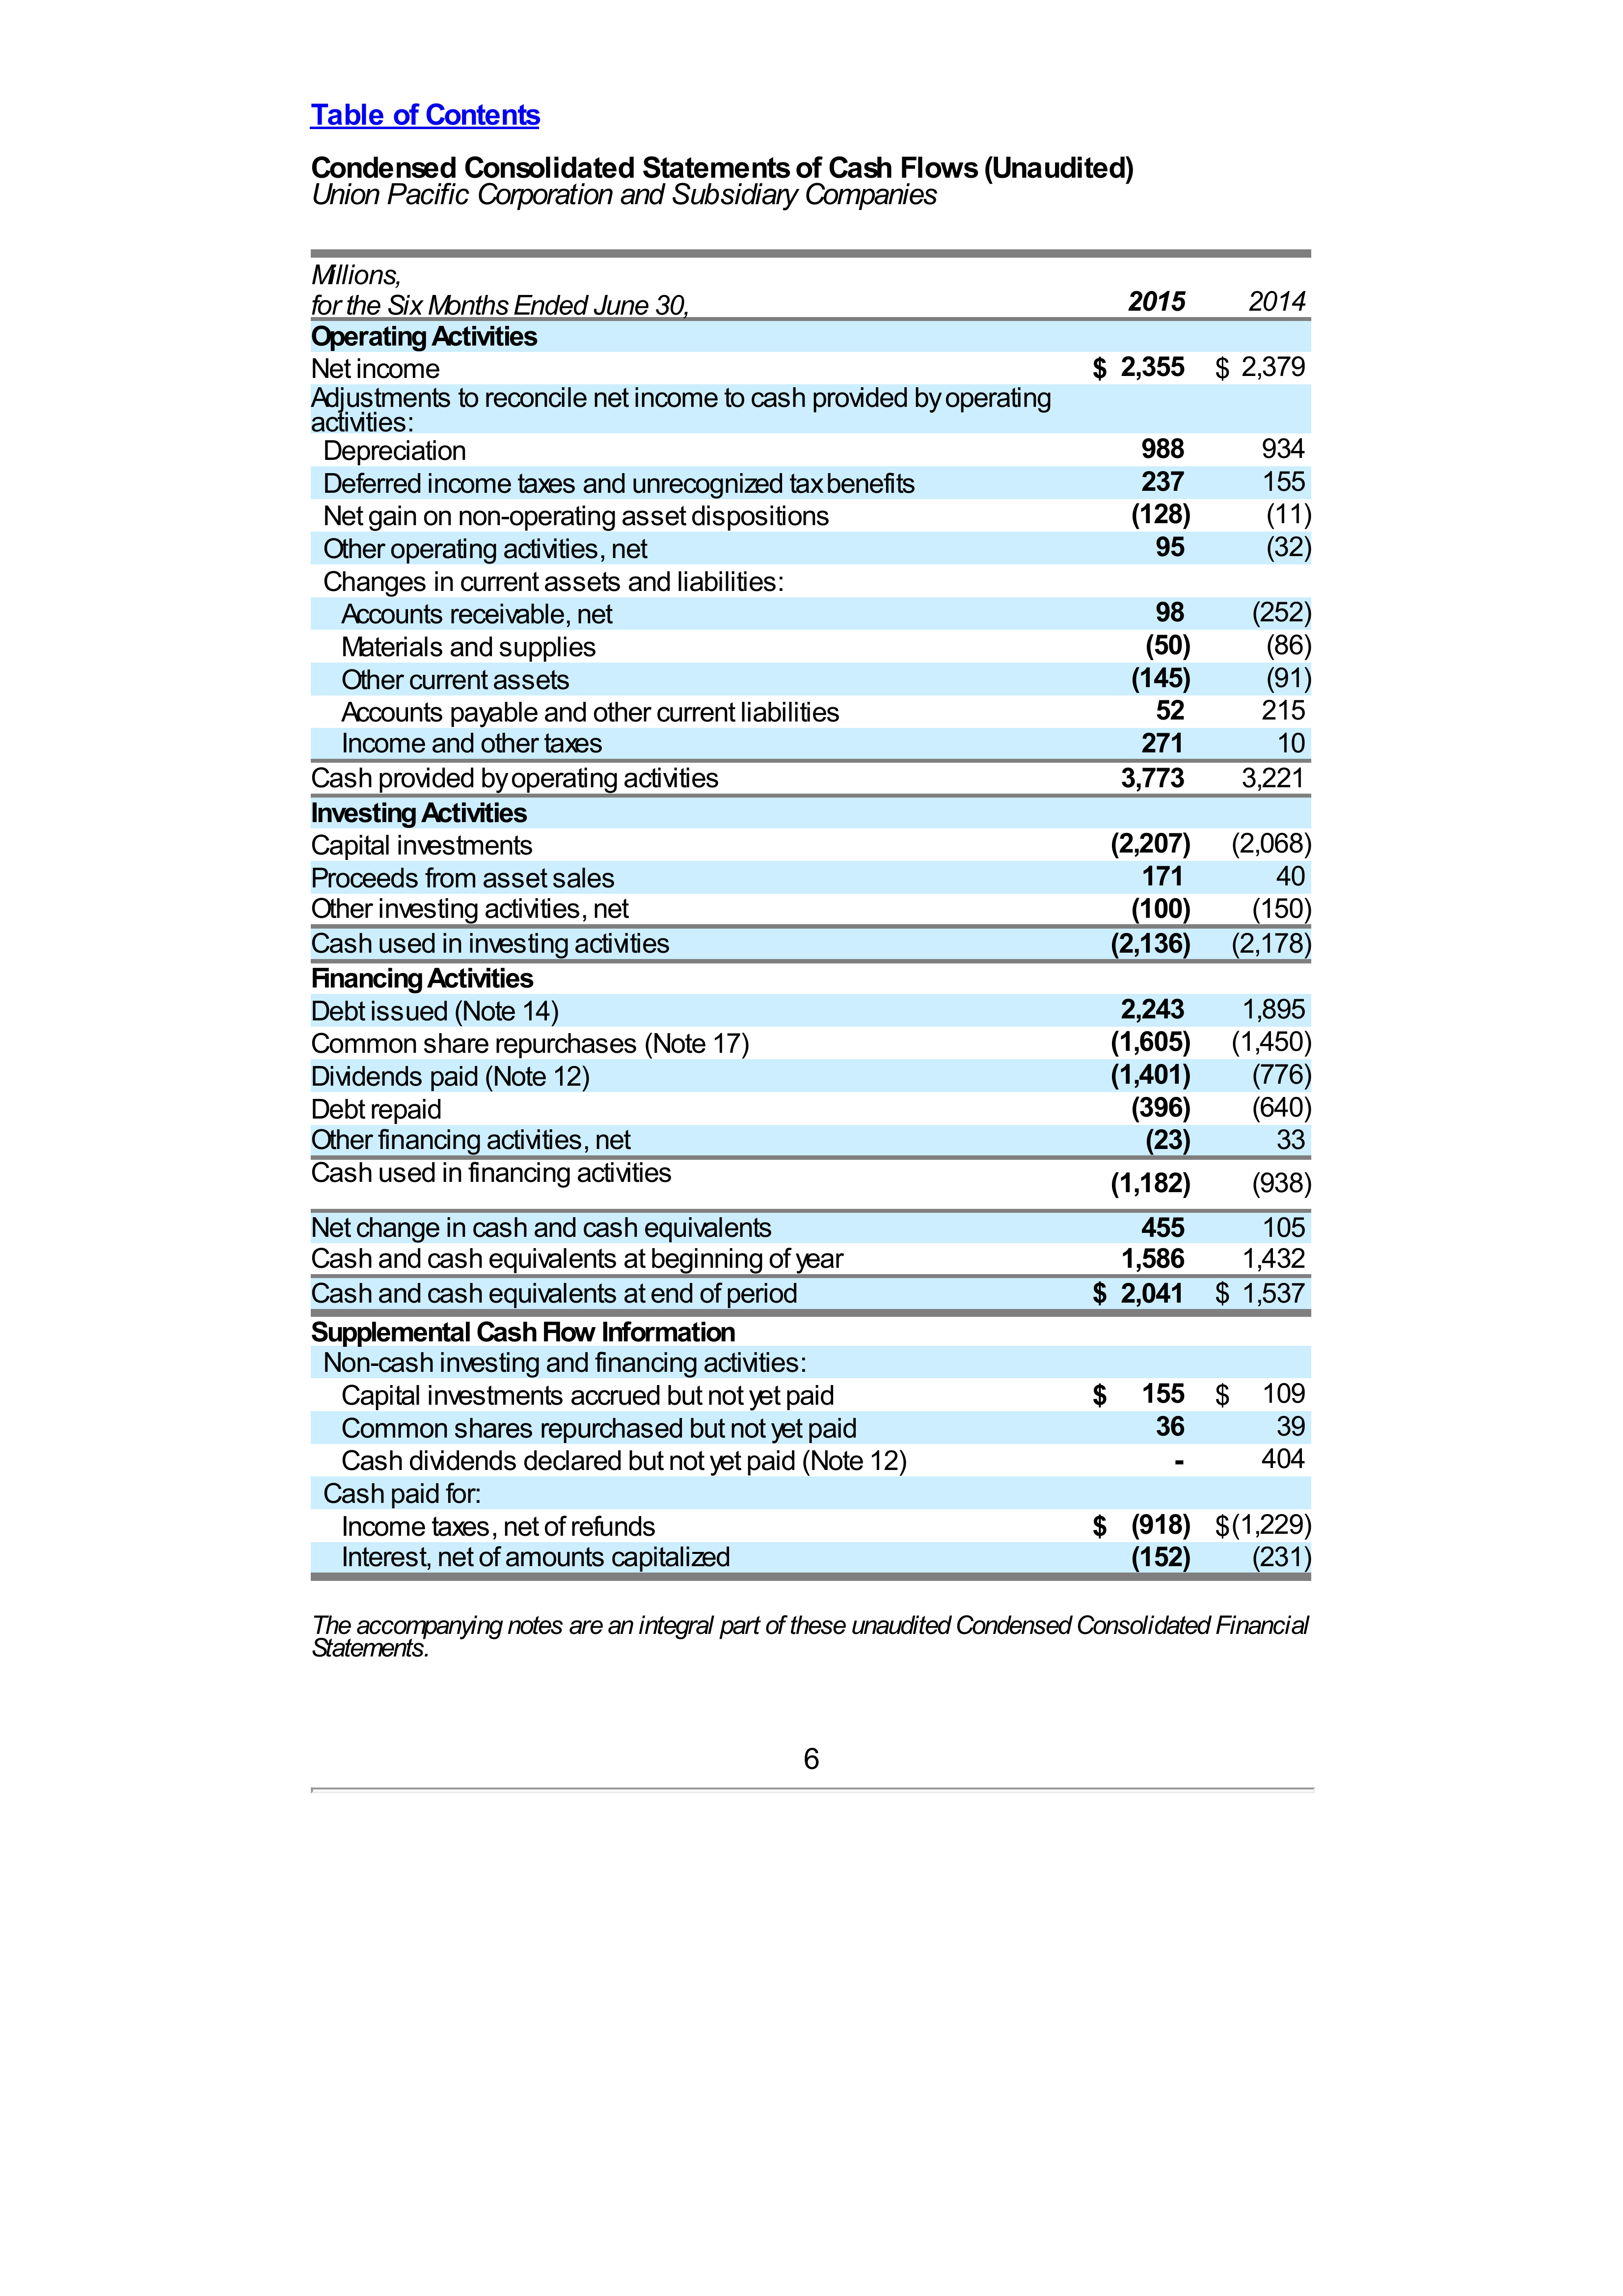 Table of Contents
Condensed Consolidated Statements of Cash Flows (Unaudited)
Union Pacific Corporation and Subsidiary Companies
Millions,
for the Six Months Ended June 30, 2015 2014
Operating Activities
Net income $ 2,355 $ 2,379
Adjustments to reconcile net income to cash provided by operating
activities:
Depreciation 988 934
Deferred income taxes and unrecognized tax benefits 237 155
Net gain on non-operating asset dispositions (128) (11)
Other operating activities, net 95 (32)
Changes in current assets and liabilities:
Accounts receivable, net 98 (252)
Materials and supplies (50) (86)
Other current assets (145) (91)
Accounts payable and other current liabilities 52 215
Income and other taxes 271 10
Cash provided by operating activities 3,773 3,221
Investing Activities
Capital investments (2,207) (2,068)
Proceeds from asset sales 171 40
Other investing activities, net (100) (150)
Cash used in investing activities (2,136) (2,178)
Financing Activities
Debt issued (Note 14) 2,243 1,895
Common share repurchases (Note 17) (1,605) (1,450)
Dividends paid (Note 12) (1,401) (776)
Debt repaid (396) (640)
Other financing activities, net (23) 33
Cash used in financing activities (1,182) (938)
Net change in cash and cash equivalents 455 105
Cash and cash equivalents at beginning of year 1,586 1,432
Cash and cash equivalents at end of period $ 2,041 $ 1,537
Supplemental Cash Flow Information
Non-cash investing and financing activities:
Capital investments accrued but not yet paid $ 155 $ 109
Common shares repurchased but not yet paid 36 39
Cash dividends declared but not yet paid (Note 12) - 404
Cash paid for:
Income taxes, net of refunds $ (918) $(1,229)
Interest, net of amounts capitalized (152) (231)
The accompanying notes are an integral part of these unaudited Condensed Consolidated Financial
Statements.
6